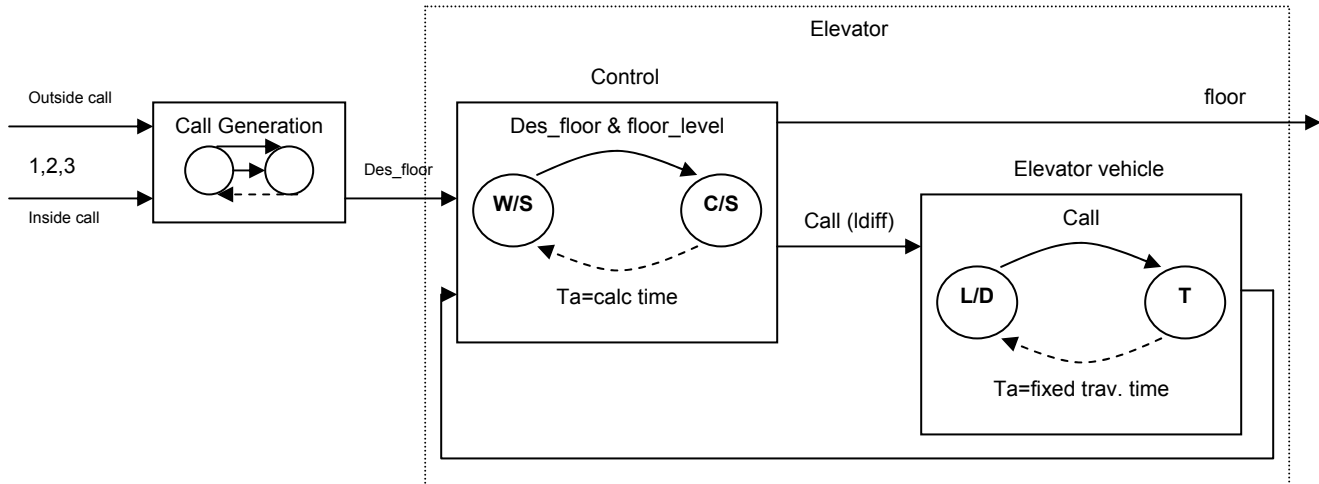 Elevator
Control
Outside call
floor
Call Generation
Des_floor & floor_level
1,2,3
Des_floor
Elevator vehicle
W/S
C/S
Inside call
Call (ldiff)
Call
Ta=calc time
L/D
T
Ta=fixed trav. time